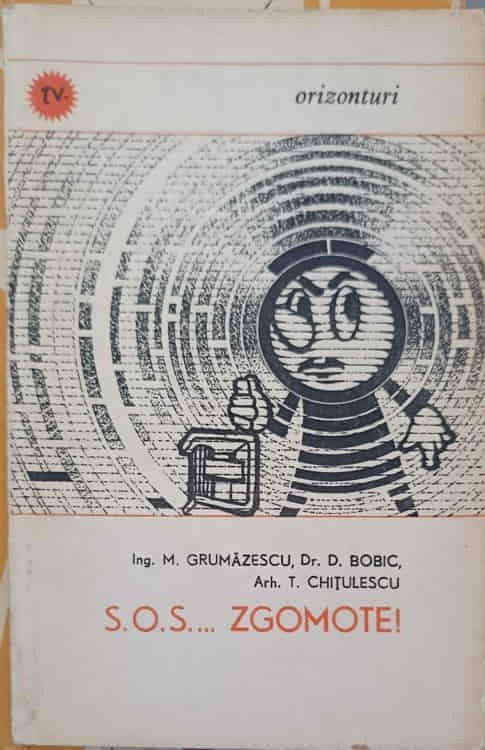 TV.
orizonturi
Ing. M. GRUMĂZESCU, Dr. D. BOBIC,
Arh. T. CHIȚULESCU
S.O.S.... ZGOMOTE!